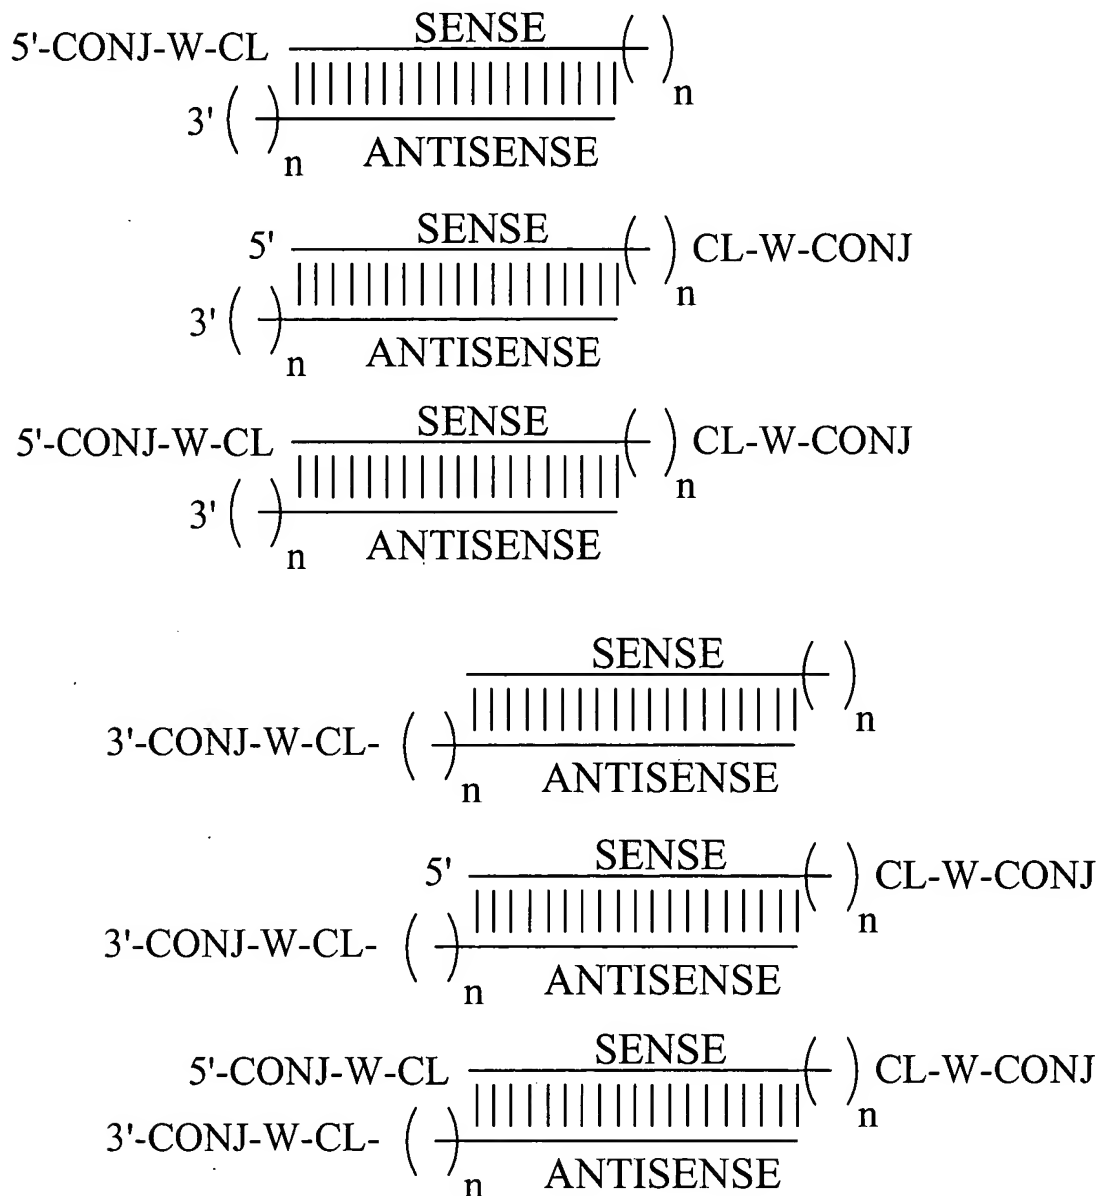 SENSE
5'-CONJ-W-CL ( )n
3' ( )n ANTISENSE
SENSE
5' ( )n CL-W-CONJ
3' ( )n ANTISENSE
SENSE
5'-CONJ-W-CL ( )n CL-W-CONJ
3' ( )n ANTISENSE
SENSE
( )n
3'-CONJ-W-CL- ( )n ANTISENSE
SENSE
5' ( )n CL-W-CONJ
3'-CONJ-W-CL- ( )n ANTISENSE
SENSE
5'-CONJ-W-CL ( )n CL-W-CONJ
3'-CONJ-W-CL- ( )n ANTISENSE